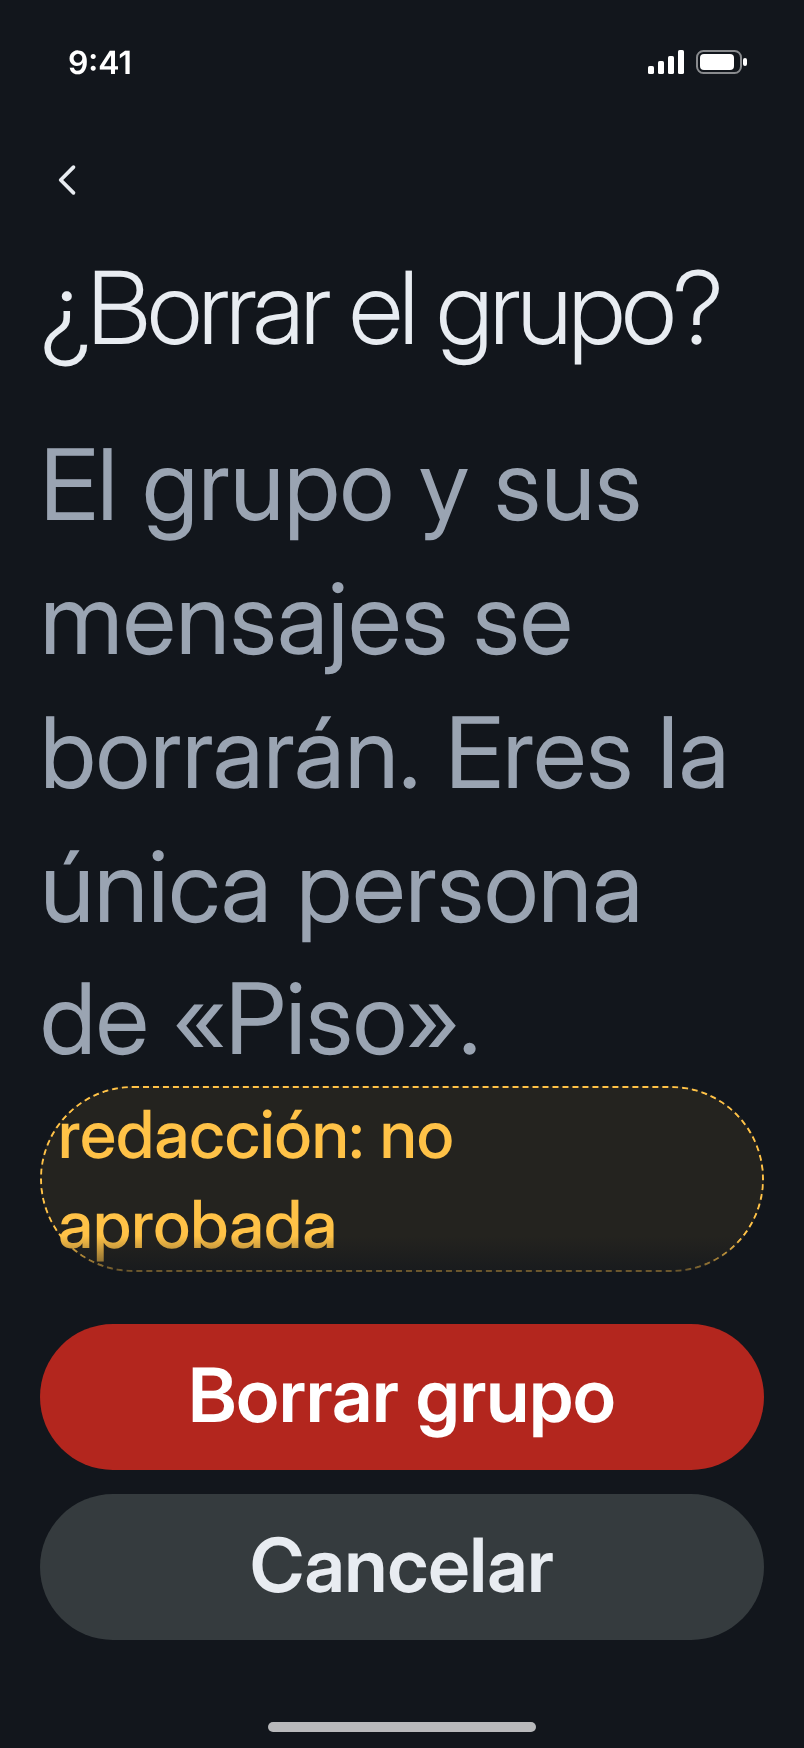 9:41
¿Borrar el grupo?
El grupo y sus
mensajes se
borrarán. Eres la
única persona
de «Piso».
redacción: no
aprobada
Borrar grupo
Cancelar